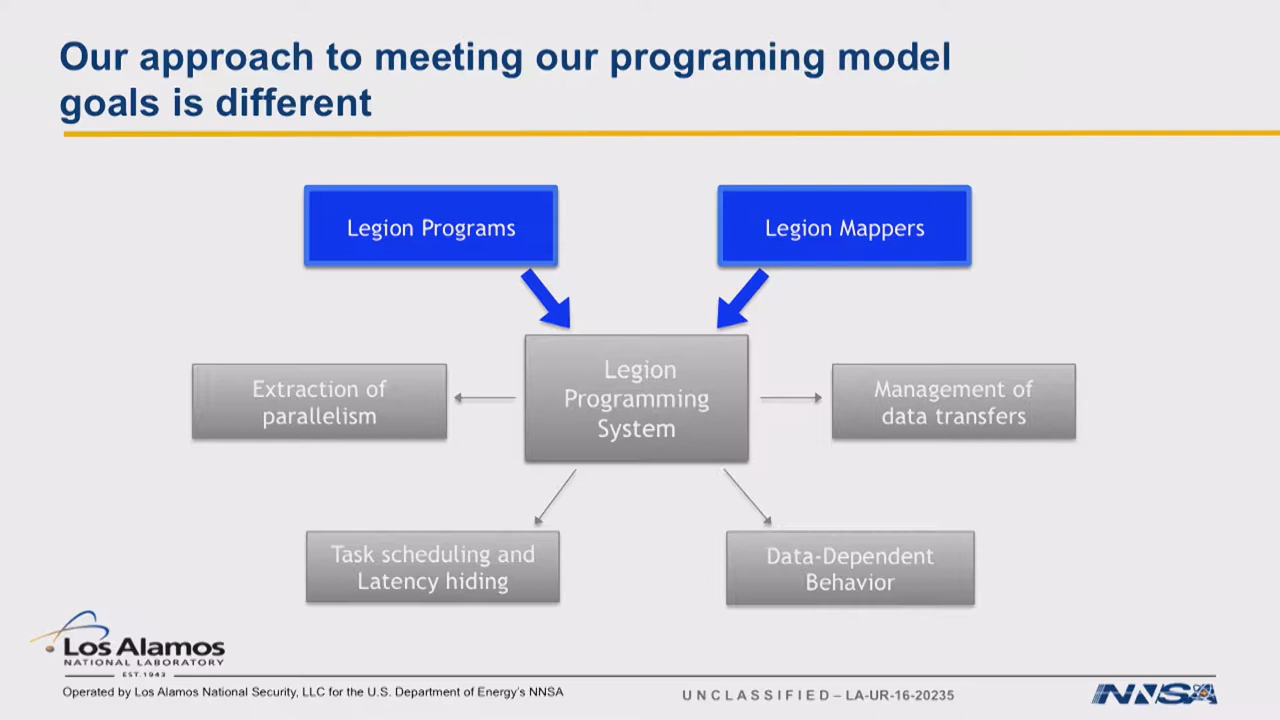 Our approach to meeting our programing model
goals is different
Legion Programs
Legion Mappers
Legion
Programming
System
Extraction of
parallelism
Management of
data transfers
Task scheduling and
Latency hiding
Data-Dependent
Behavior
Los Alamos
NATIONAL LABORATORY
EST.1943
Operated by Los Alamos National Security, LLC for the U.S. Department of Energy's NNSA
UNCLASSIFIED – LA-UR-16-20235
NNSA